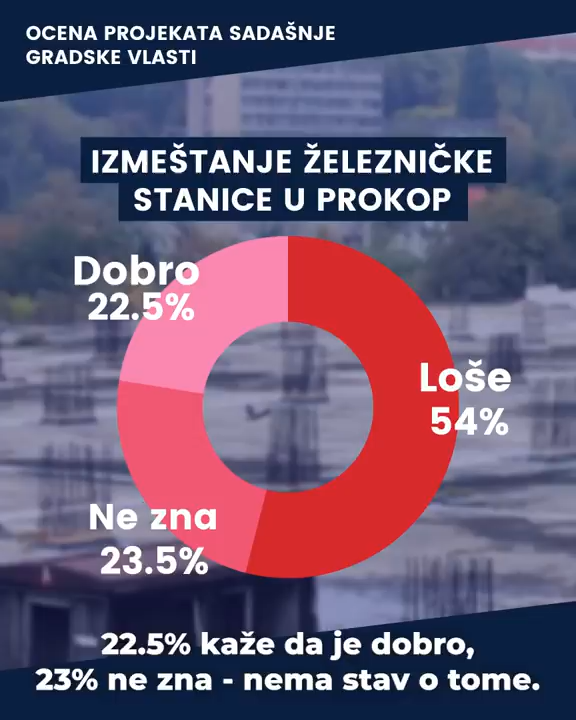 OCENA PROJEKATA SADAŠNJE
GRADSKE VLASTI
IZMEŠTANJE ŽELEZNIČKE
STANICE U PROKOP
Dobro
22.5%
Loše
54%
Ne zna
23.5%
22.5% kaže da je dobro,
23% ne zna - nema stav o tome.